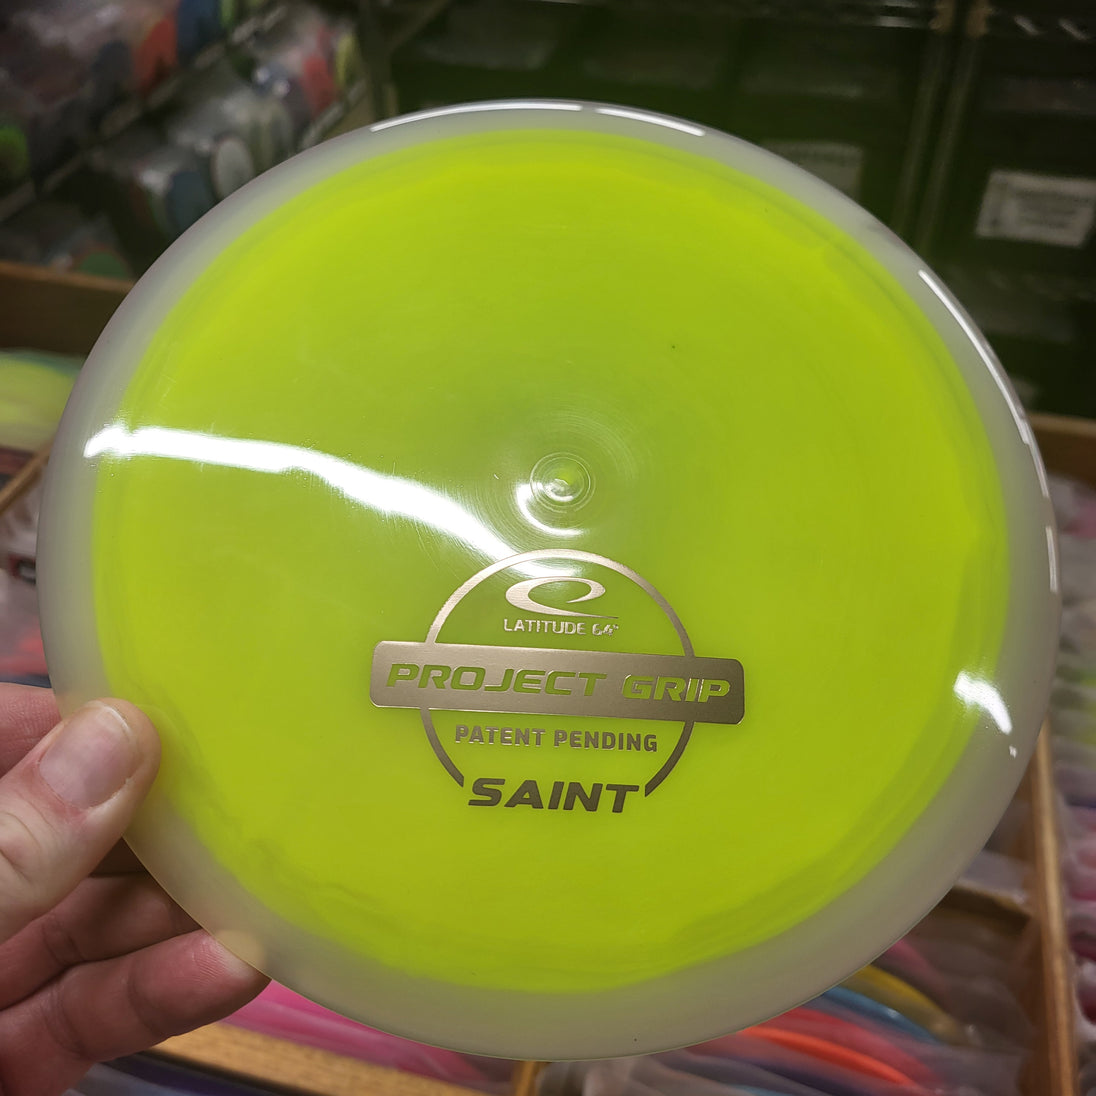 LATITUDE 64°
PROJECT GRIP
PATENT PENDING
SAINT